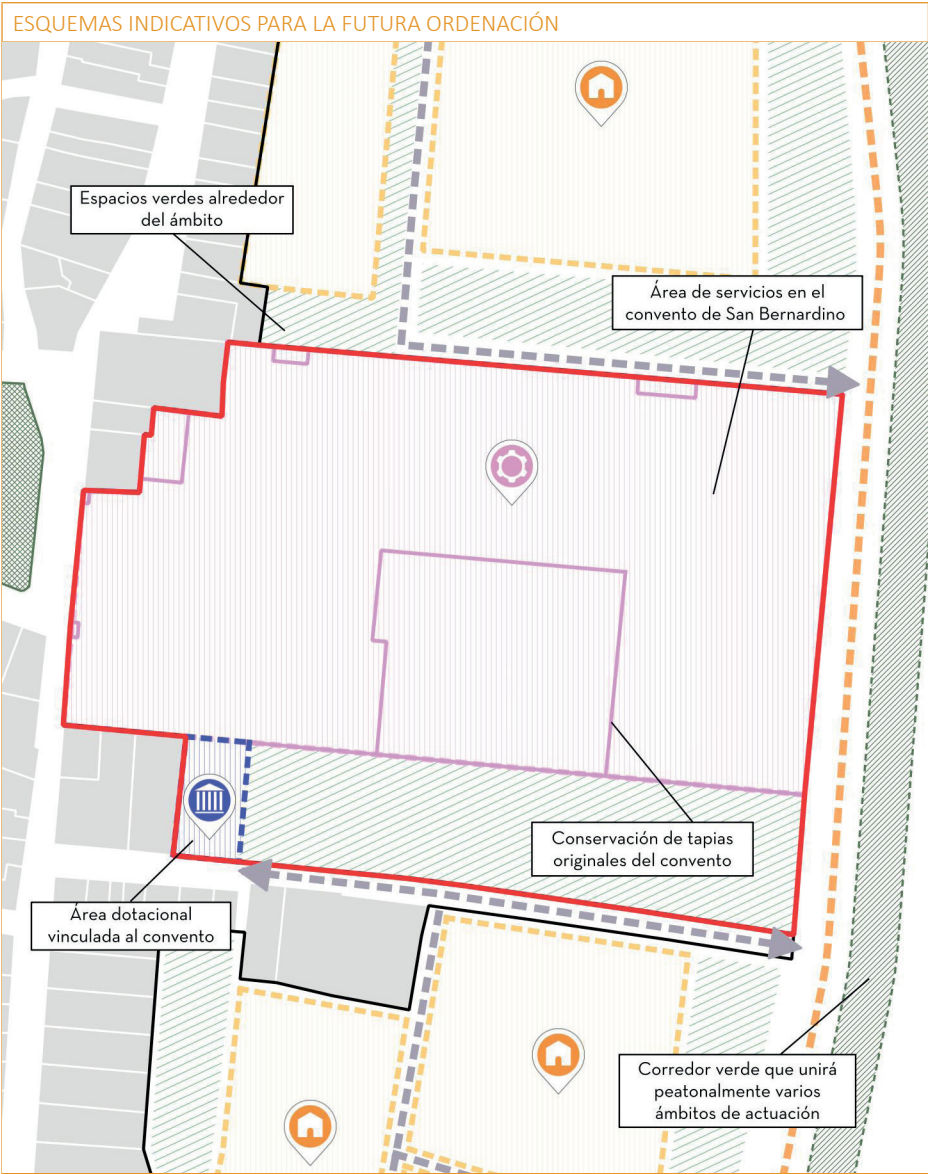 ESQUEMAS INDICATIVOS PARA LA FUTURA ORDENACIÓN
Espacios verdes alrededor
del ámbito
Área de servicios en el
convento de San Bernardino
Conservación de tapias
originales del convento
Área dotacional
vinculada al convento
Corredor verde que unirá
peatonalmente varios
ámbitos de actuación